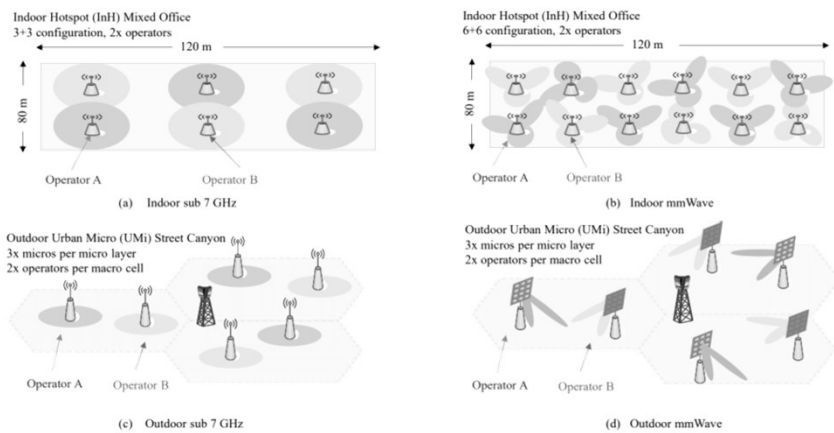 Indoor Hotspot (InH) Mixed Office
3+3 configuration, 2x operators
120 m
80 m
Operator A
Operator B
(a) Indoor sub 7 GHz
Indoor Hotspot (InH) Mixed Office
6+6 configuration, 2x operators
120 m
80 m
Operator A
Operator B
(b) Indoor mmWave
Outdoor Urban Micro (UMi) Street Canyon
3x micros per micro layer
2x operators per macro cell
Operator A
Operator B
(c) Outdoor sub 7 GHz
Outdoor Urban Micro (UMi) Street Canyon
3x micros per micro layer
2x operators per macro cell
Operator A
Operator B
(d) Outdoor mmWave